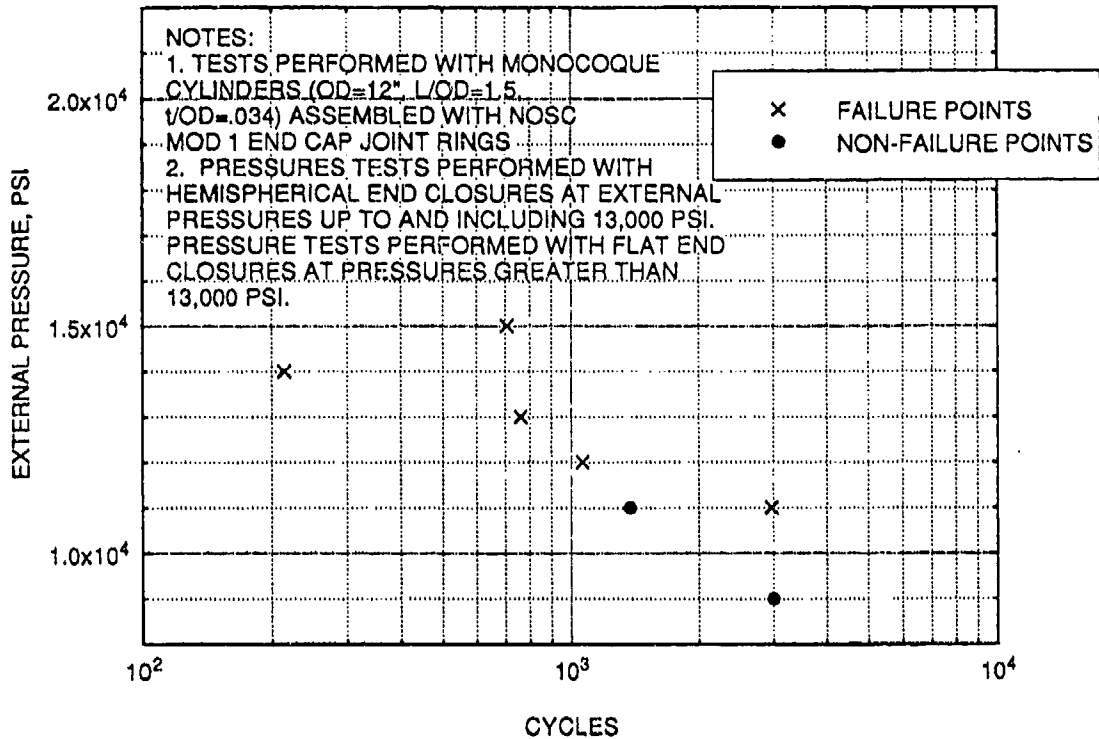 NOTES:
1. TESTS PERFORMED WITH MONOCOQUE
CYLINDERS (OD=12", L/OD=1.5,
t/OD=.034) ASSEMBLED WITH NOSC
MOD 1 END CAP JOINT RINGS
2. PRESSURES TESTS PERFORMED WITH
HEMISPHERICAL END CLOSURES AT EXTERNAL
PRESSURES UP TO AND INCLUDING 13,000 PSI.
PRESSURE TESTS PERFORMED WITH FLAT END
CLOSURES AT PRESSURES GREATER THAN
13,000 PSI.
× FAILURE POINTS
● NON-FAILURE POINTS
EXTERNAL PRESSURE, PSI
2.0x10⁴
1.5x10⁴
1.0x10⁴
10² 10³ 10⁴
CYCLES